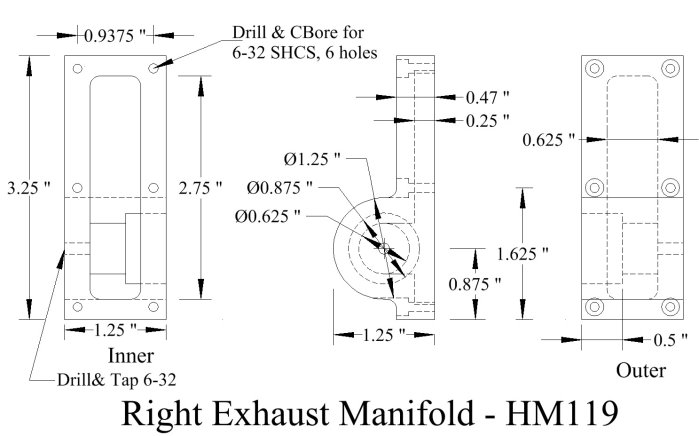 0.9375 "
Drill & CBore for
6-32 SHCS, 6 holes
0.47 "
0.25 "
0.625 "
Ø1.25 "
3.25 "
2.75 "
Ø0.875 "
Ø0.625 "
1.625 "
0.875 "
1.25 "
1.25 "
0.5 "
Inner
Outer
Drill& Tap 6-32
Right Exhaust Manifold - HM119